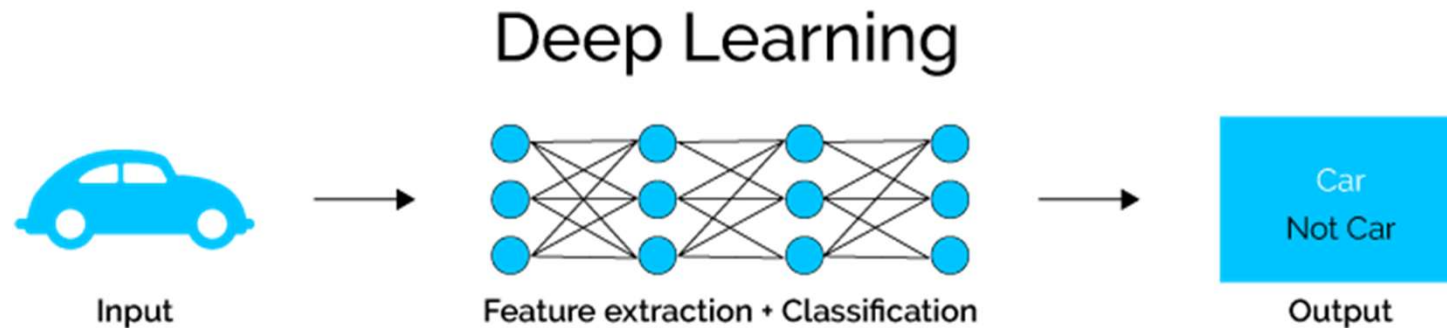 Deep Learning
Car
Not Car
Input
Feature extraction + Classification
Output